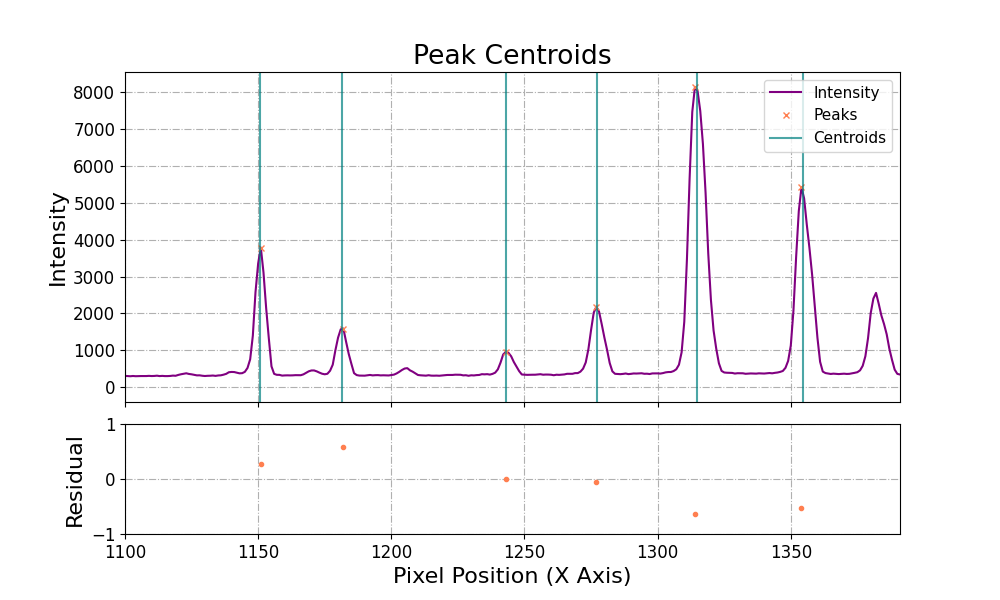 Peak Centroids
8000
7000
6000
5000
4000
3000
2000
1000
0
Intensity
Intensity
Peaks
Centroids
1
0
−1
Residual
1100 1150 1200 1250 1300 1350
Pixel Position (X Axis)